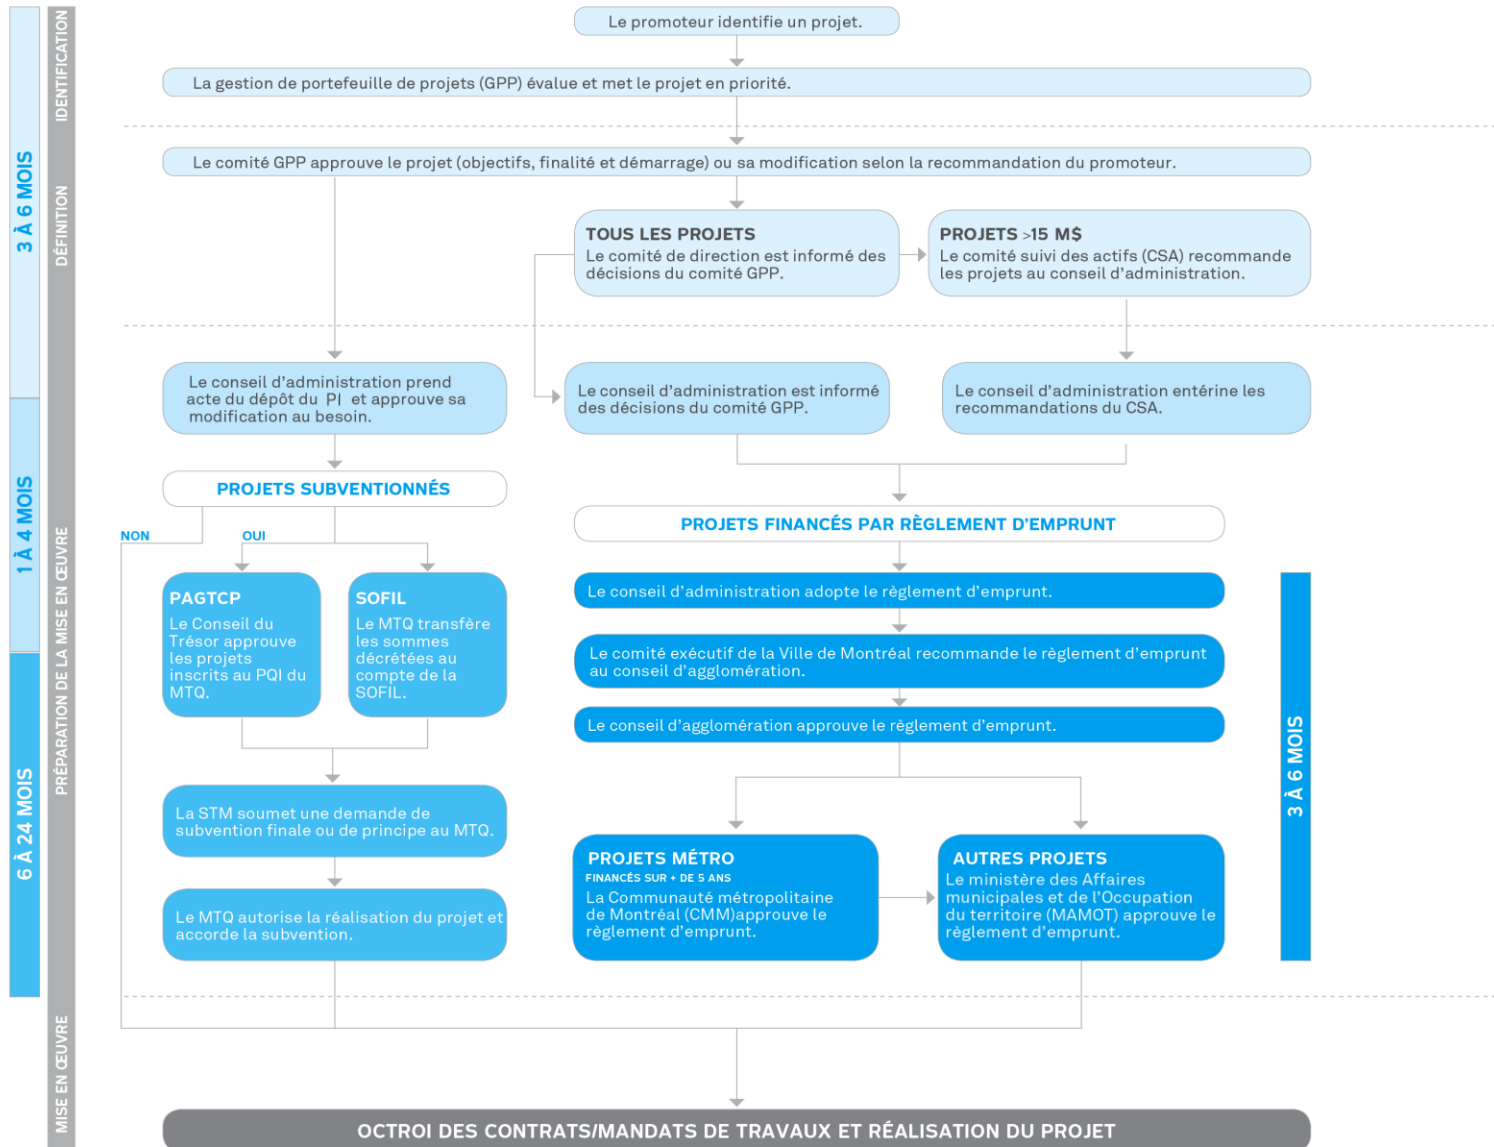 Le promoteur identifie un projet.
La gestion de portefeuille de projets (GPP) évalue et met le projet en priorité.
IDENTIFICATION
3 À 6 MOIS
Le comité GPP approuve le projet (objectifs, finalité et démarrage) ou sa modification selon la recommandation du promoteur.
DÉFINITION
TOUS LES PROJETS
Le comité de direction est informé des
décisions du comité GPP.
PROJETS >15 M$
Le comité suivi des actifs (CSA) recommande
les projets au conseil d'administration.
Le conseil d'administration prend
acte du dépôt du PI et approuve sa
modification au besoin.
Le conseil d'administration est informé
des décisions du comité GPP.
Le conseil d'administration entérine les
recommandations du CSA.
1 À 4 MOIS
PRÉPARATION DE LA MISE EN ŒUVRE
PROJETS SUBVENTIONNÉS
NON
OUI
PAGTCP
Le Conseil du
Trésor approuve
les projets
inscrits au PQI du
MTQ.
SOFIL
Le MTQ transfère
les sommes
décrétées au
compte de la
SOFIL.
PROJETS FINANCÉS PAR RÈGLEMENT D'EMPRUNT
Le conseil d'administration adopte le règlement d'emprunt.
Le comité exécutif de la Ville de Montréal recommande le règlement d'emprunt
au conseil d'agglomération.
Le conseil d'agglomération approuve le règlement d'emprunt.
6 À 24 MOIS
La STM soumet une demande de
subvention finale ou de principe au MTQ.
Le MTQ autorise la réalisation du projet et
accorde la subvention.
PROJETS MÉTRO
FINANCÉS SUR + DE 5 ANS
La Communauté métropolitaine
de Montréal (CMM)approuve le
règlement d'emprunt.
AUTRES PROJETS
Le ministère des Affaires
municipales et de l'Occupation
du territoire (MAMOT) approuve le
règlement d'emprunt.
3 À 6 MOIS
MISE EN ŒUVRE
OCTROI DES CONTRATS/MANDATS DE TRAVAUX ET RÉALISATION DU PROJET